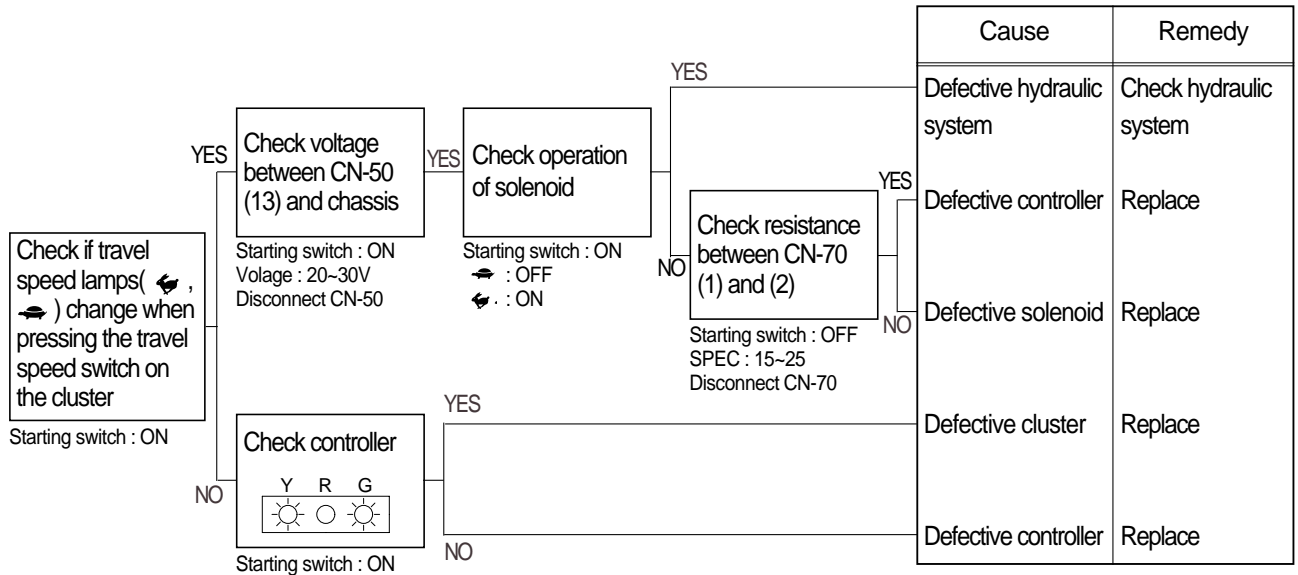 Cause
Remedy
YES
Defective hydraulic
system
Check hydraulic
system
YES
Check voltage
between CN-50
(13) and chassis
Starting switch : ON
Volage : 20~30V
Disconnect CN-50
YES
Check operation
of solenoid
Starting switch : ON
: OFF
: ON
YES
Defective controller
Replace
NO
Check resistance
between CN-70
(1) and (2)
Starting switch : OFF
SPEC : 15~25
Disconnect CN-70
NO
Defective solenoid
Replace
Check if travel
speed lamps( ,
) change when
pressing the travel
speed switch on
the cluster
Starting switch : ON
YES
Defective cluster
Replace
NO
Check controller
Y R G
Starting switch : ON
NO
Defective controller
Replace